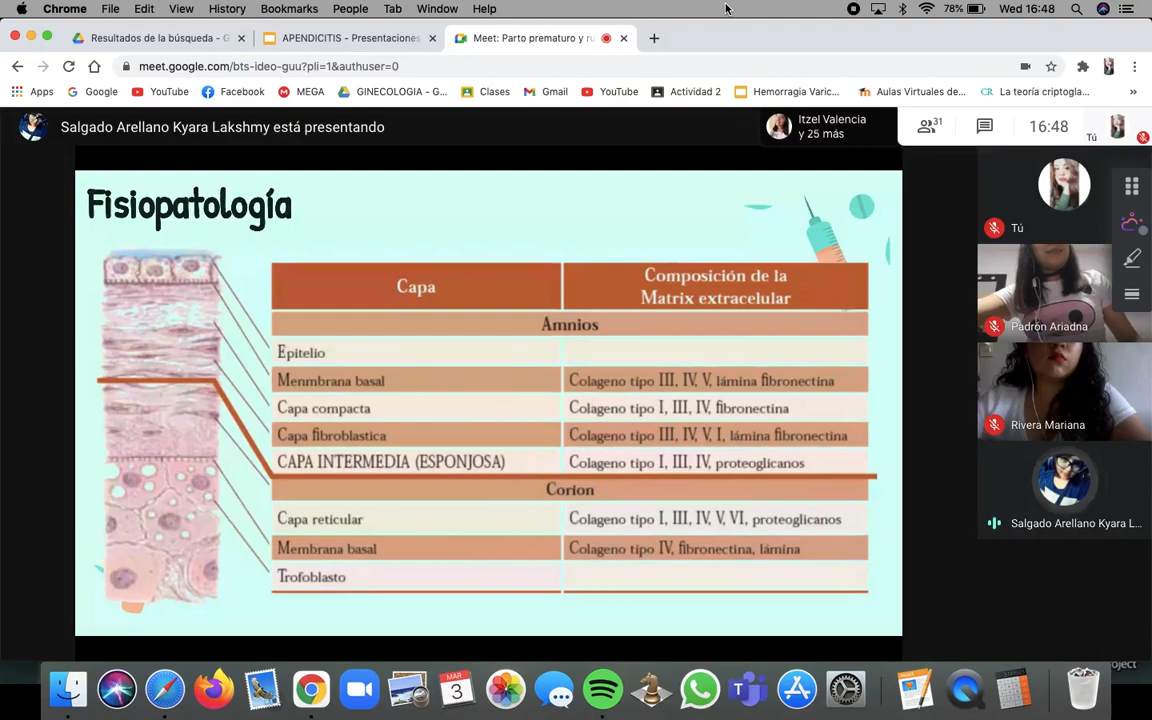 Chrome File Edit View History Bookmarks People Tab Window Help 78% Wed 16:48
Resultados de la búsqueda - G APENDICITIS - Presentaciones Meet: Parto prematuro y ru
meet.google.com/bts-ideo-guu?pli=1&authuser=0
Apps Google YouTube Facebook MEGA GINECOLOGIA - G... Clases Gmail YouTube Actividad 2 Hemorragia Varic... Aulas Virtuales de... La teoría criptogla... »
Salgado Arellano Kyara Lakshmy está presentando
Itzel Valencia
y 25 más
31
16:48
Tú
Fisiopatología
Capa
Composición de la
Matrix extracelular
Amnios
Epitelio
Menmbrana basal Colageno tipo III, IV, V, lámina fibronectina
Capa compacta Colageno tipo I, III, IV, fibronectina
Capa fibroblastica Colageno tipo III, IV, V, I, lámina fibronectina
CAPA INTERMEDIA (ESPONJOSA) Colageno tipo I, III, IV, proteoglicanos
Corion
Capa reticular Colageno tipo I, III, IV, V, VI, proteoglicanos
Membrana basal Colageno tipo IV, fibronectina, lámina
Trofoblasto
Tú
Padrón Ariadna
Rivera Mariana
Salgado Arellano Kyara L...
MAR
3